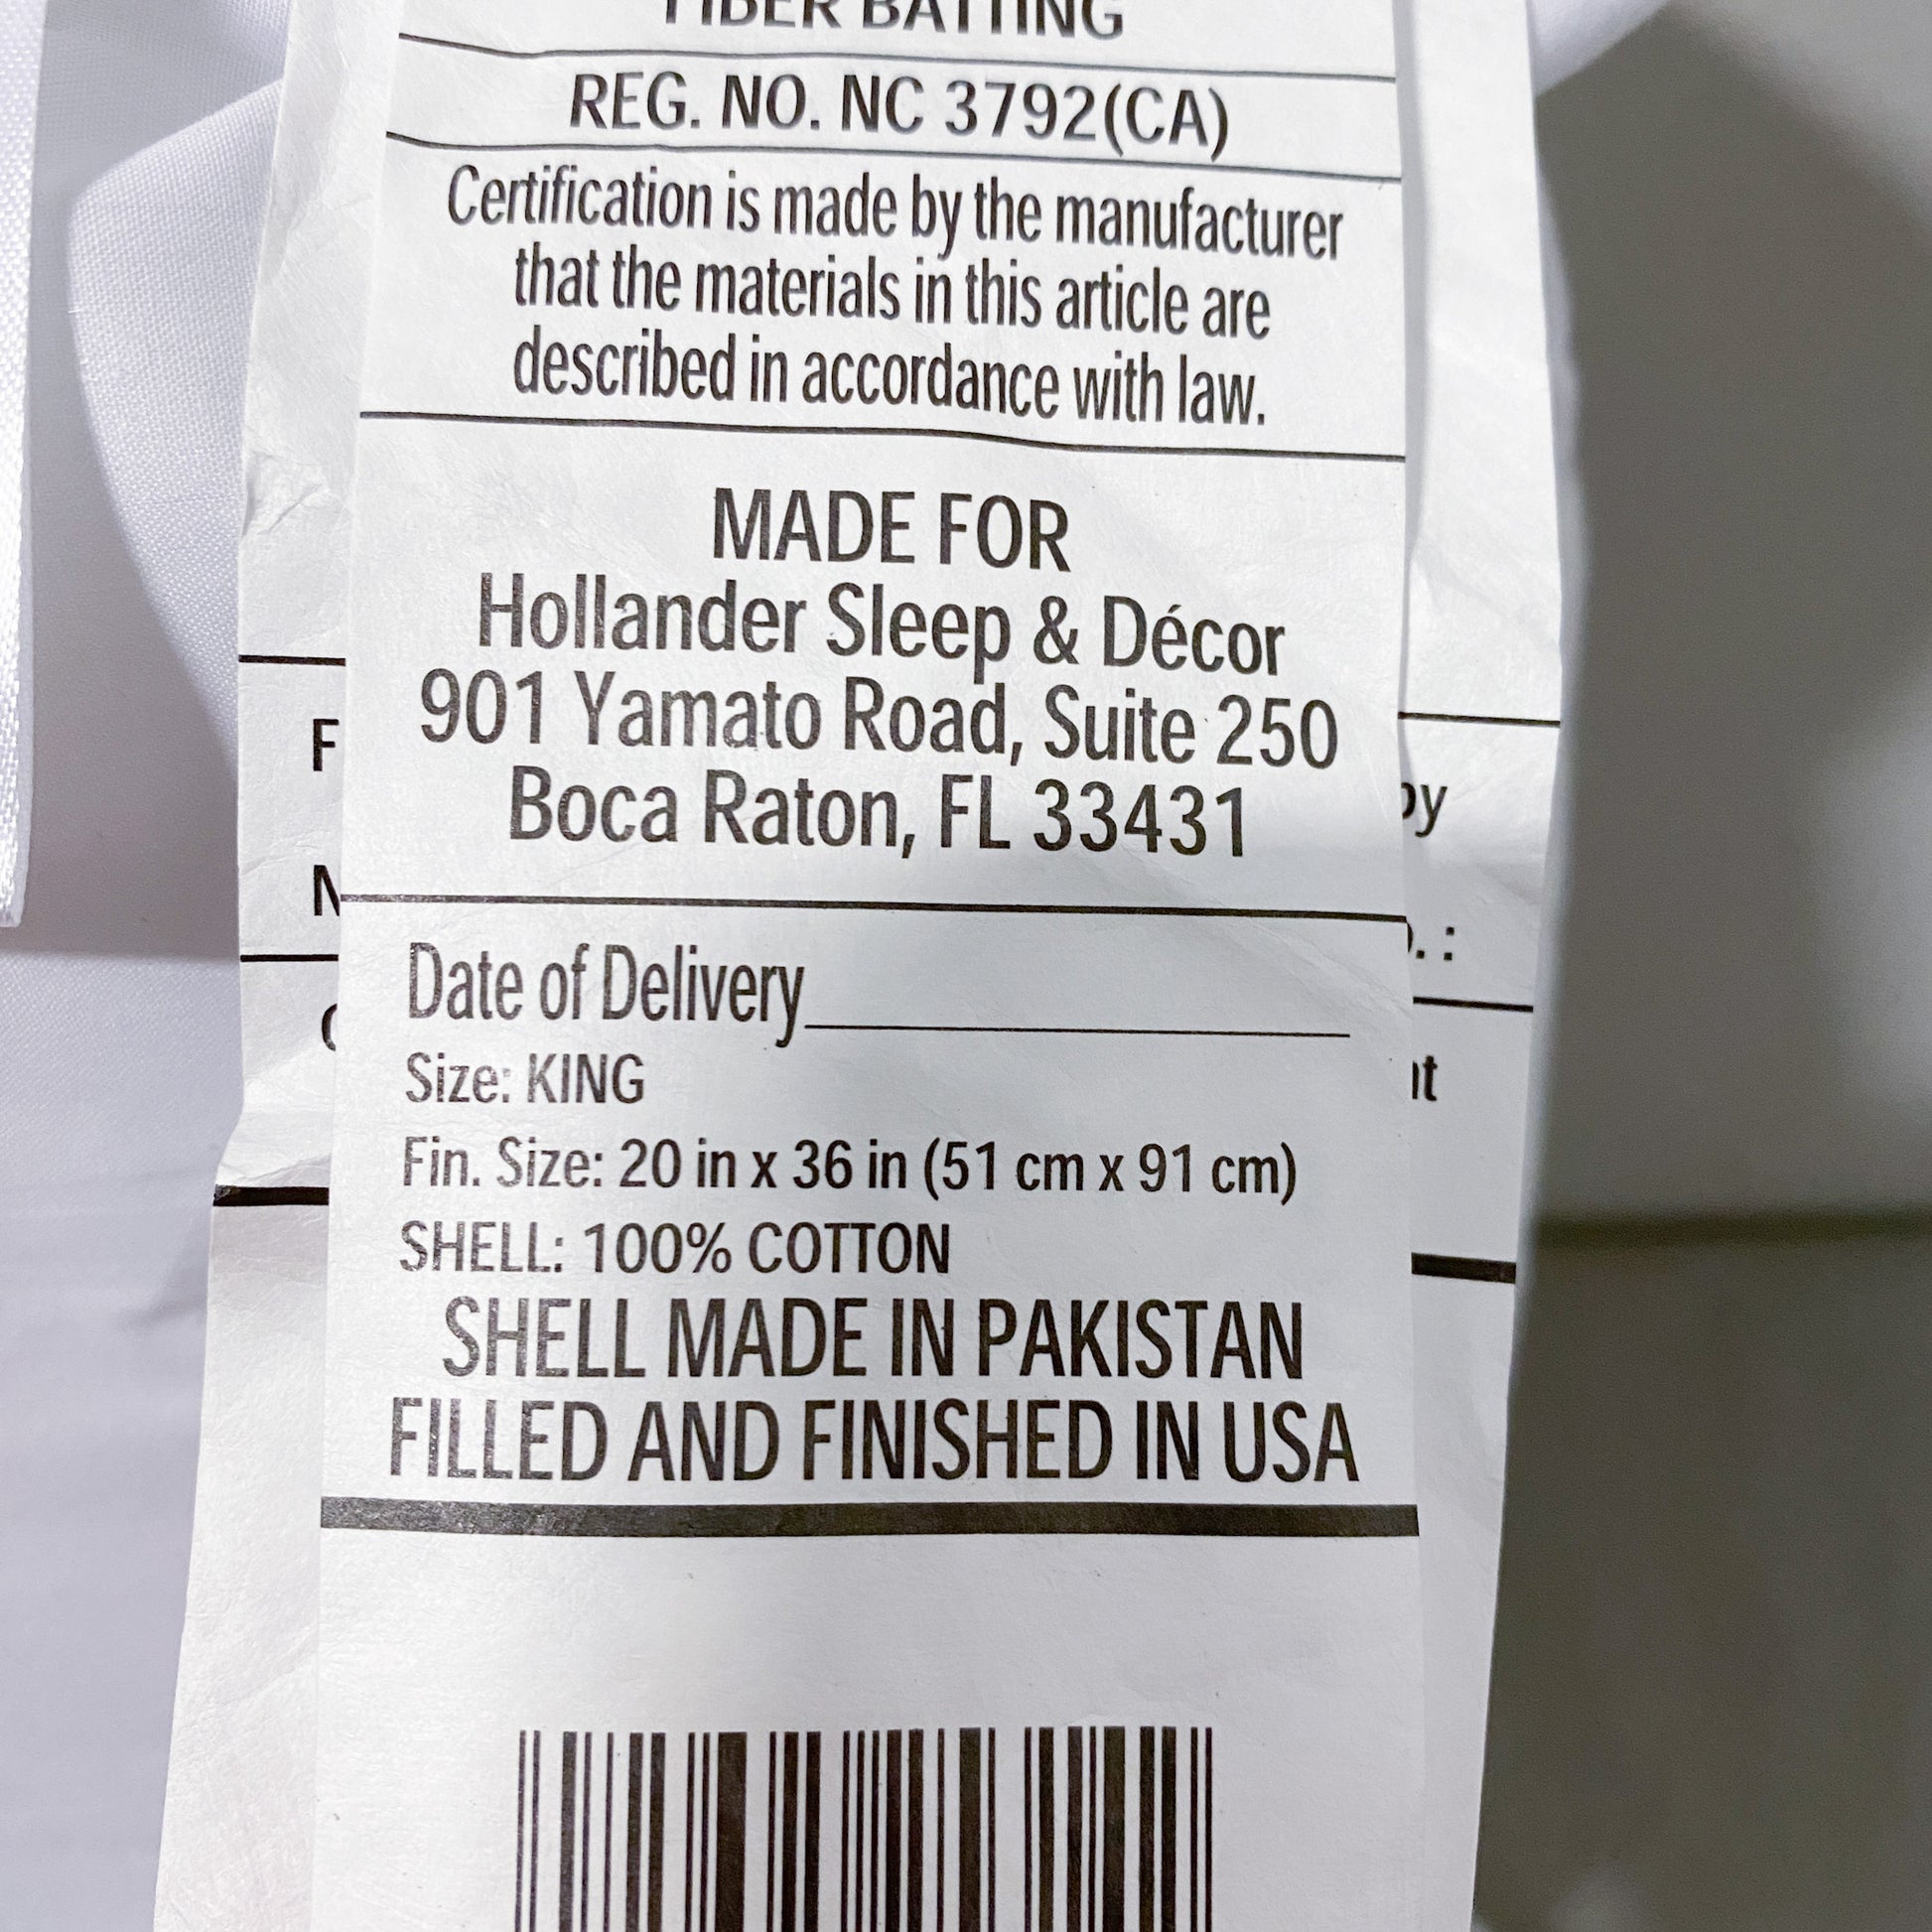 FIBER BATTING
REG. NO. NC 3792(CA)
Certification is made by the manufacturer
that the materials in this article are
described in accordance with law.
MADE FOR
Hollander Sleep & Décor
901 Yamato Road, Suite 250
Boca Raton, FL 33431
Date of Delivery
Size: KING
Fin. Size: 20 in x 36 in (51 cm x 91 cm)
SHELL: 100% COTTON
SHELL MADE IN PAKISTAN
FILLED AND FINISHED IN USA